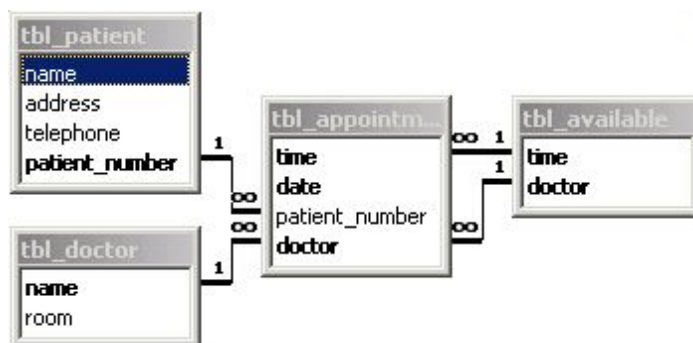 tbl_patient
name
address
telephone
patient_number
tbl_doctor
name
room
tbl_appointm...
time
date
patient_number
doctor
tbl_available
time
doctor
1
∞
∞
1
∞ 1
1
∞